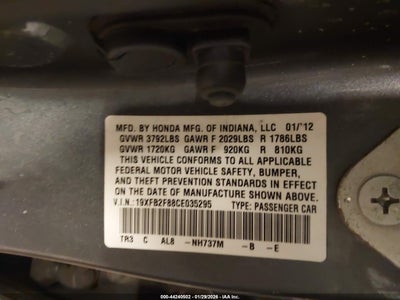 MFD. BY HONDA MFG. OF INDIANA, LLC 01/'12
GVWR 3792LBS GAWR F 2029LBS R 1786LBS
GVWR 1720KG GAWR F 920KG R 810KG
THIS VEHICLE CONFORMS TO ALL APPLICABLE
FEDERAL MOTOR VEHICLE SAFETY, BUMPER,
AND THEFT PREVENTION STANDARDS IN EFFECT
ON THE DATE OF MANUFACTURE SHOWN ABOVE.
V.I.N.:19XFB2F88CE035295 TYPE: PASSENGER CAR
TR3 C AL8 -NH737M -B -E
000-44240502 - 01/29/2026 - IAA Inc.